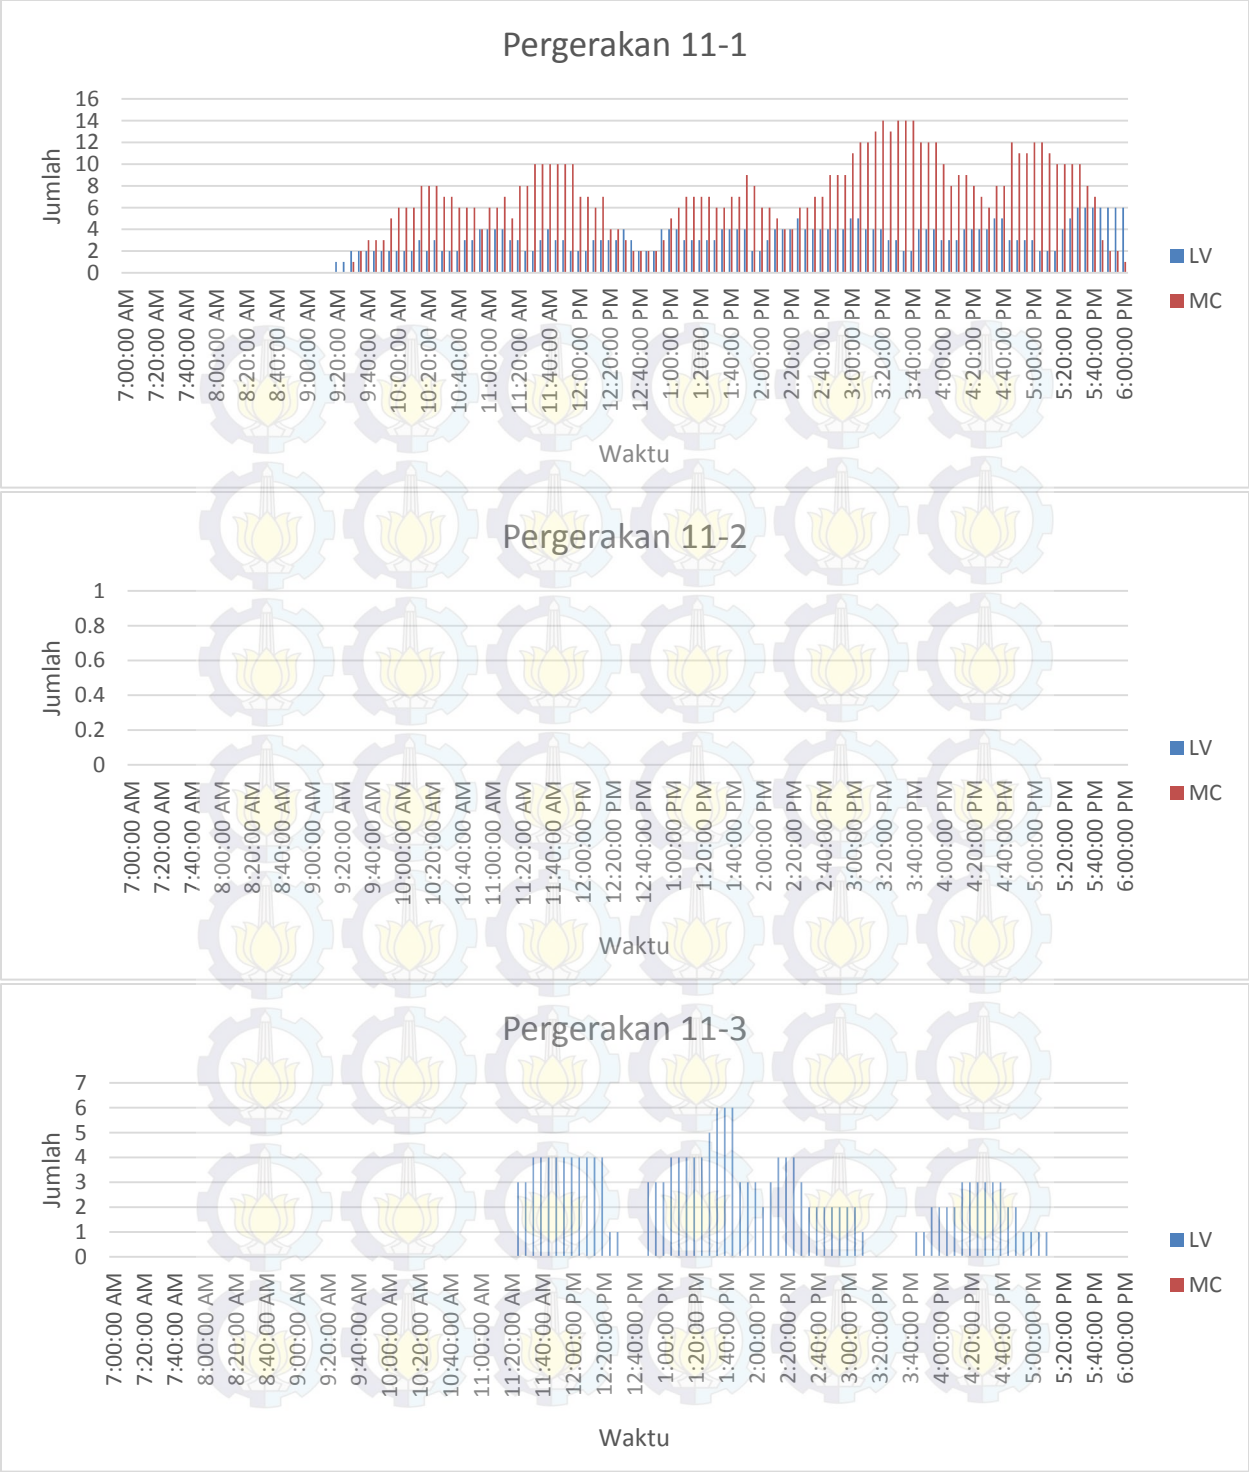 Pergerakan 11-1
16
14
12
10
8
6
4
2
0
Jumlah
7:00:00 AM
7:20:00 AM
7:40:00 AM
8:00:00 AM
8:20:00 AM
8:40:00 AM
9:00:00 AM
9:20:00 AM
9:40:00 AM
10:00:00 AM
10:20:00 AM
10:40:00 AM
11:00:00 AM
11:20:00 AM
11:40:00 AM
12:00:00 PM
12:20:00 PM
12:40:00 PM
1:00:00 PM
1:20:00 PM
1:40:00 PM
2:00:00 PM
2:20:00 PM
2:40:00 PM
3:00:00 PM
3:20:00 PM
3:40:00 PM
4:00:00 PM
4:20:00 PM
4:40:00 PM
5:00:00 PM
5:20:00 PM
5:40:00 PM
6:00:00 PM
Waktu
LV
MC
Pergerakan 11-2
1
0.8
0.6
0.4
0.2
0
Jumlah
7:00:00 AM
7:20:00 AM
7:40:00 AM
8:00:00 AM
8:20:00 AM
8:40:00 AM
9:00:00 AM
9:20:00 AM
9:40:00 AM
10:00:00 AM
10:20:00 AM
10:40:00 AM
11:00:00 AM
11:20:00 AM
11:40:00 AM
12:00:00 PM
12:20:00 PM
12:40:00 PM
1:00:00 PM
1:20:00 PM
1:40:00 PM
2:00:00 PM
2:20:00 PM
2:40:00 PM
3:00:00 PM
3:20:00 PM
3:40:00 PM
4:00:00 PM
4:20:00 PM
4:40:00 PM
5:00:00 PM
5:20:00 PM
5:40:00 PM
6:00:00 PM
Waktu
LV
MC
Pergerakan 11-3
7
6
5
4
3
2
1
0
Jumlah
7:00:00 AM
7:20:00 AM
7:40:00 AM
8:00:00 AM
8:20:00 AM
8:40:00 AM
9:00:00 AM
9:20:00 AM
9:40:00 AM
10:00:00 AM
10:20:00 AM
10:40:00 AM
11:00:00 AM
11:20:00 AM
11:40:00 AM
12:00:00 PM
12:20:00 PM
12:40:00 PM
1:00:00 PM
1:20:00 PM
1:40:00 PM
2:00:00 PM
2:20:00 PM
2:40:00 PM
3:00:00 PM
3:20:00 PM
3:40:00 PM
4:00:00 PM
4:20:00 PM
4:40:00 PM
5:00:00 PM
5:20:00 PM
5:40:00 PM
6:00:00 PM
Waktu
LV
MC